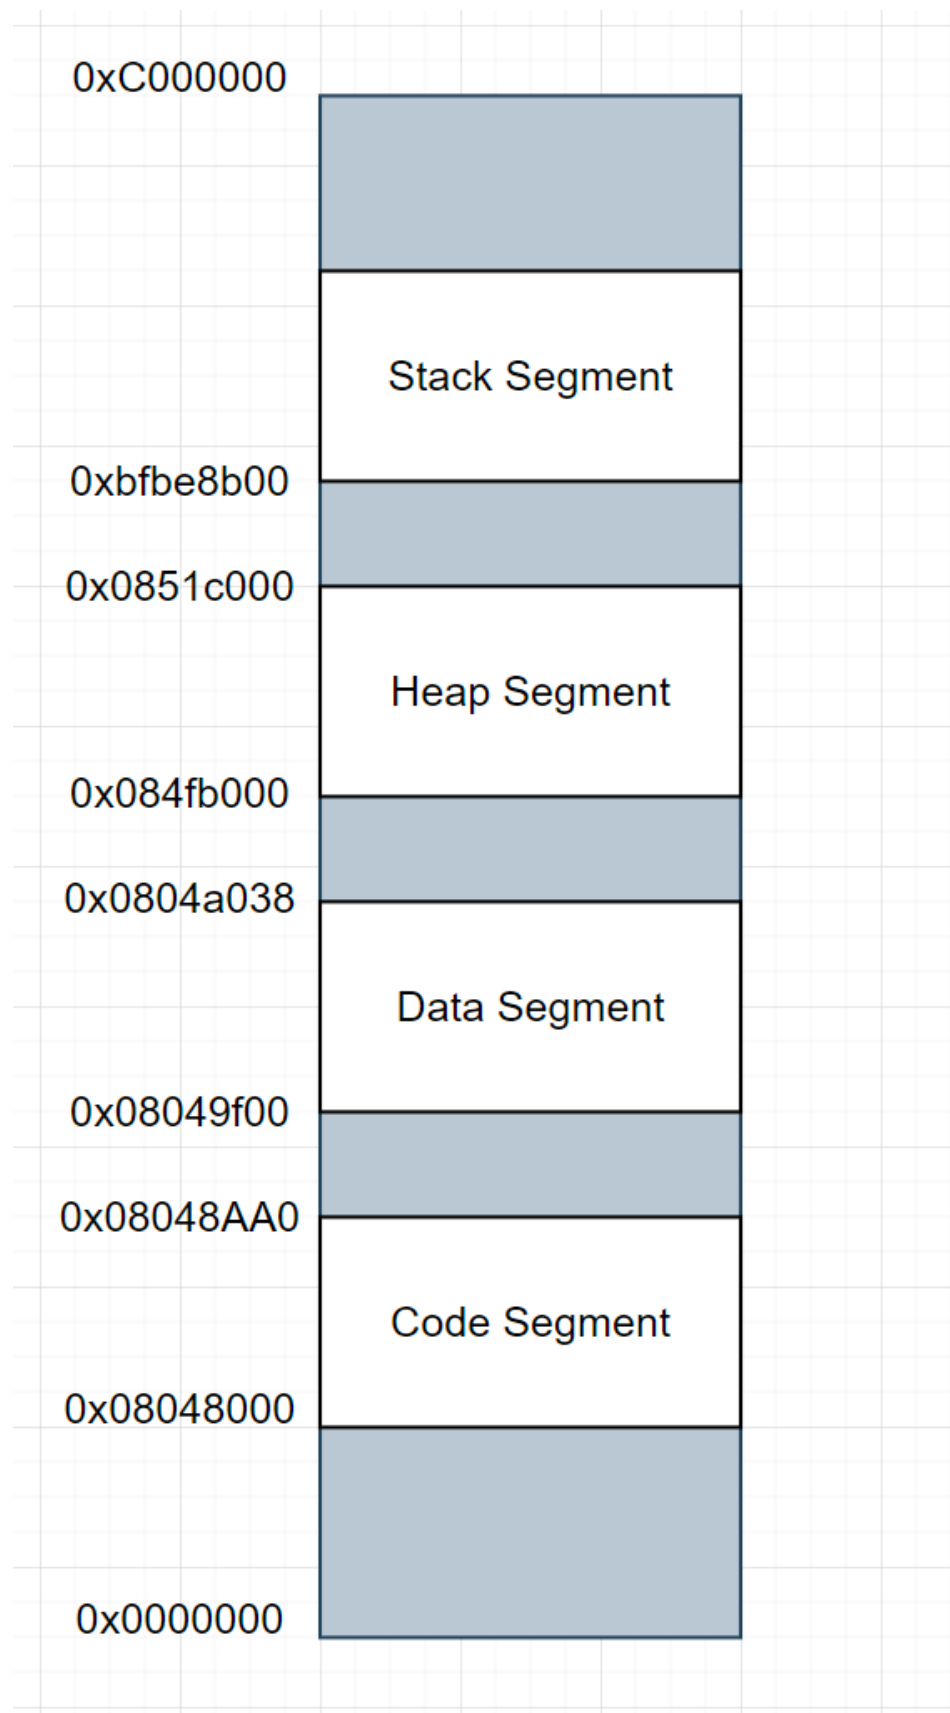 0xC000000
Stack Segment
0xbfbe8b00
0x0851c000
Heap Segment
0x084fb000
0x0804a038
Data Segment
0x08049f00
0x08048AA0
Code Segment
0x08048000
0x0000000